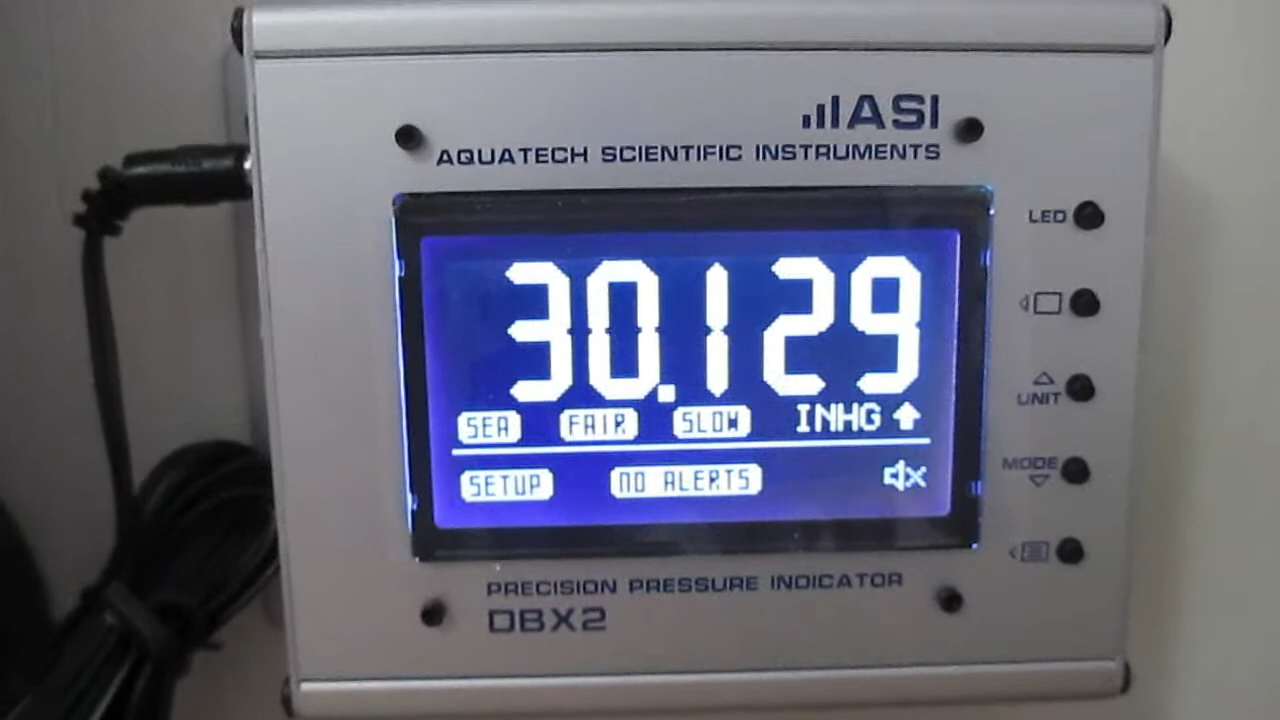 ASI
AQUATECH SCIENTIFIC INSTRUMENTS
LED
30.129
UNIT
SEA FAIR SLOW INHG
MODE
SETUP NO ALERTS
PRECISION PRESSURE INDICATOR
DBX2